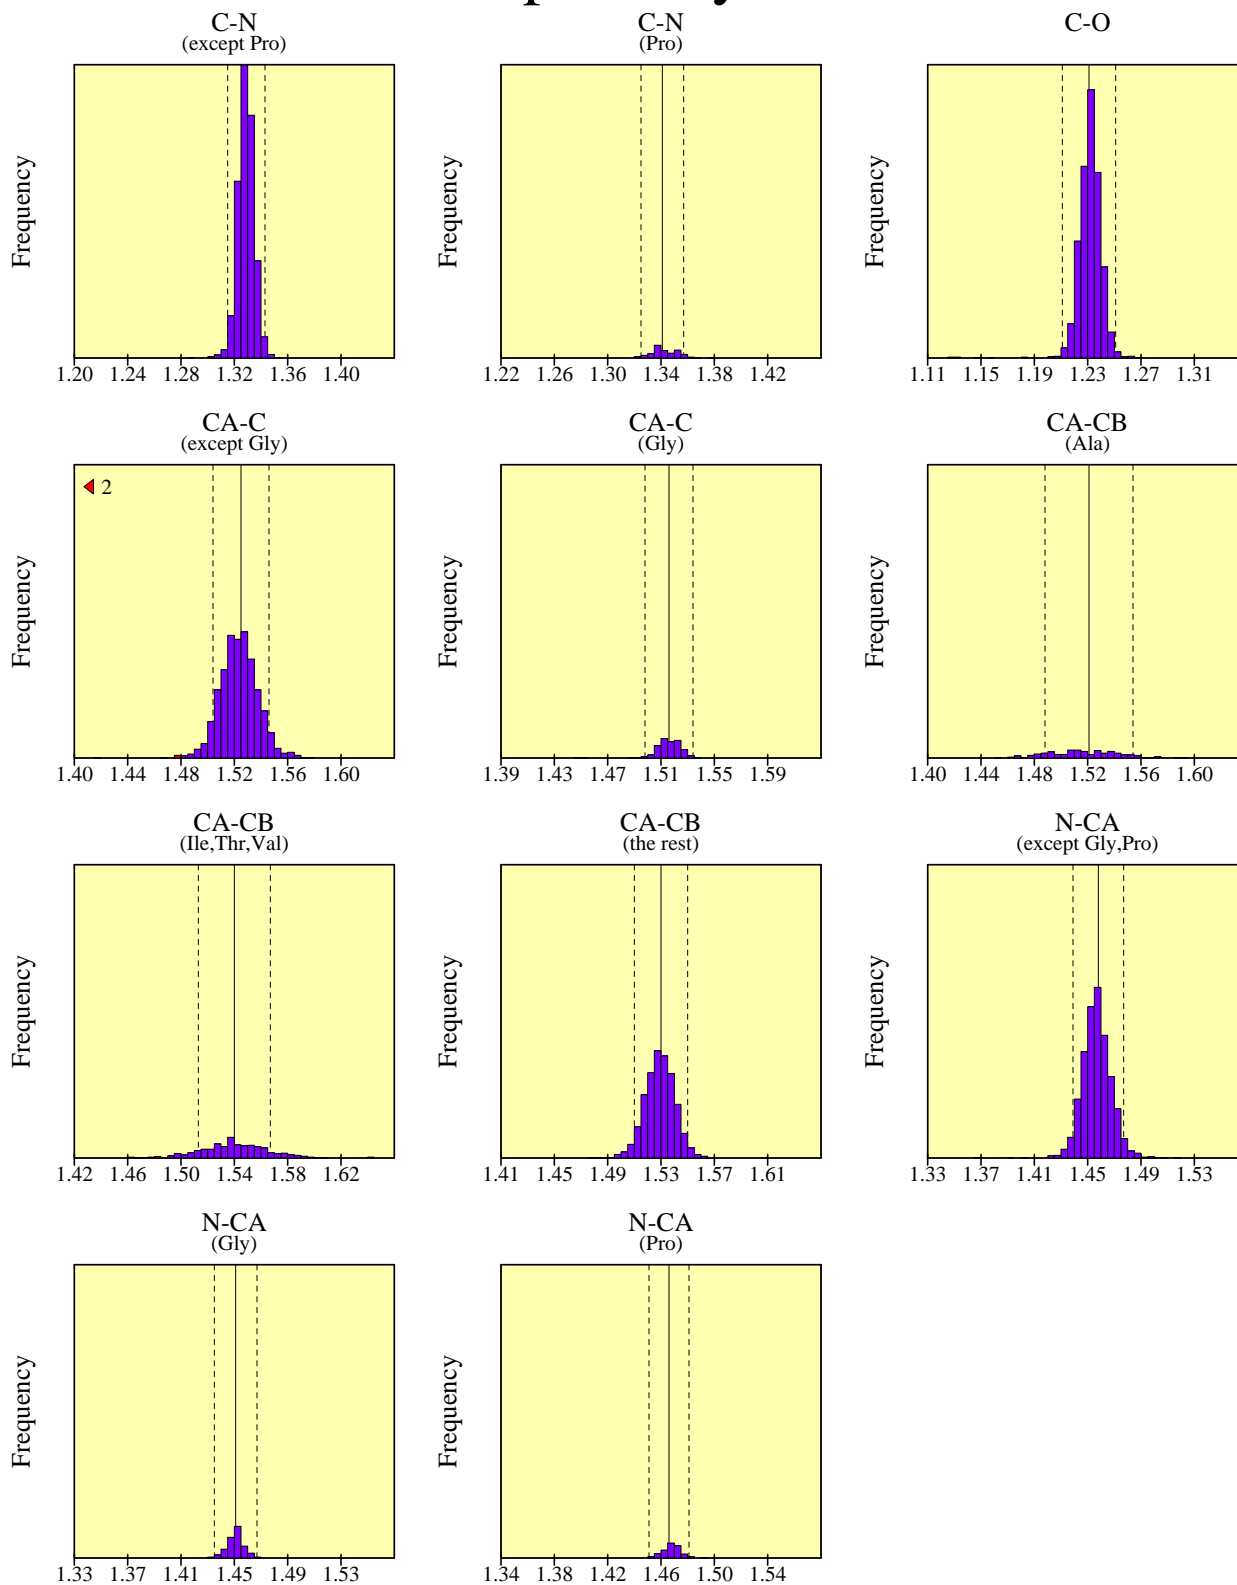 C-N
(except Pro)
C-N
(Pro)
C-O
Frequency
Frequency
Frequency
1.20 1.24 1.28 1.32 1.36 1.40
1.22 1.26 1.30 1.34 1.38 1.42
1.11 1.15 1.19 1.23 1.27 1.31
CA-C
(except Gly)
CA-C
(Gly)
CA-CB
(Ala)
2
Frequency
Frequency
Frequency
1.40 1.44 1.48 1.52 1.56 1.60
1.39 1.43 1.47 1.51 1.55 1.59
1.40 1.44 1.48 1.52 1.56 1.60
CA-CB
(Ile,Thr,Val)
CA-CB
(the rest)
N-CA
(except Gly,Pro)
Frequency
Frequency
Frequency
1.42 1.46 1.50 1.54 1.58 1.62
1.41 1.45 1.49 1.53 1.57 1.61
1.33 1.37 1.41 1.45 1.49 1.53
N-CA
(Gly)
N-CA
(Pro)
Frequency
Frequency
1.33 1.37 1.41 1.45 1.49 1.53
1.34 1.38 1.42 1.46 1.50 1.54